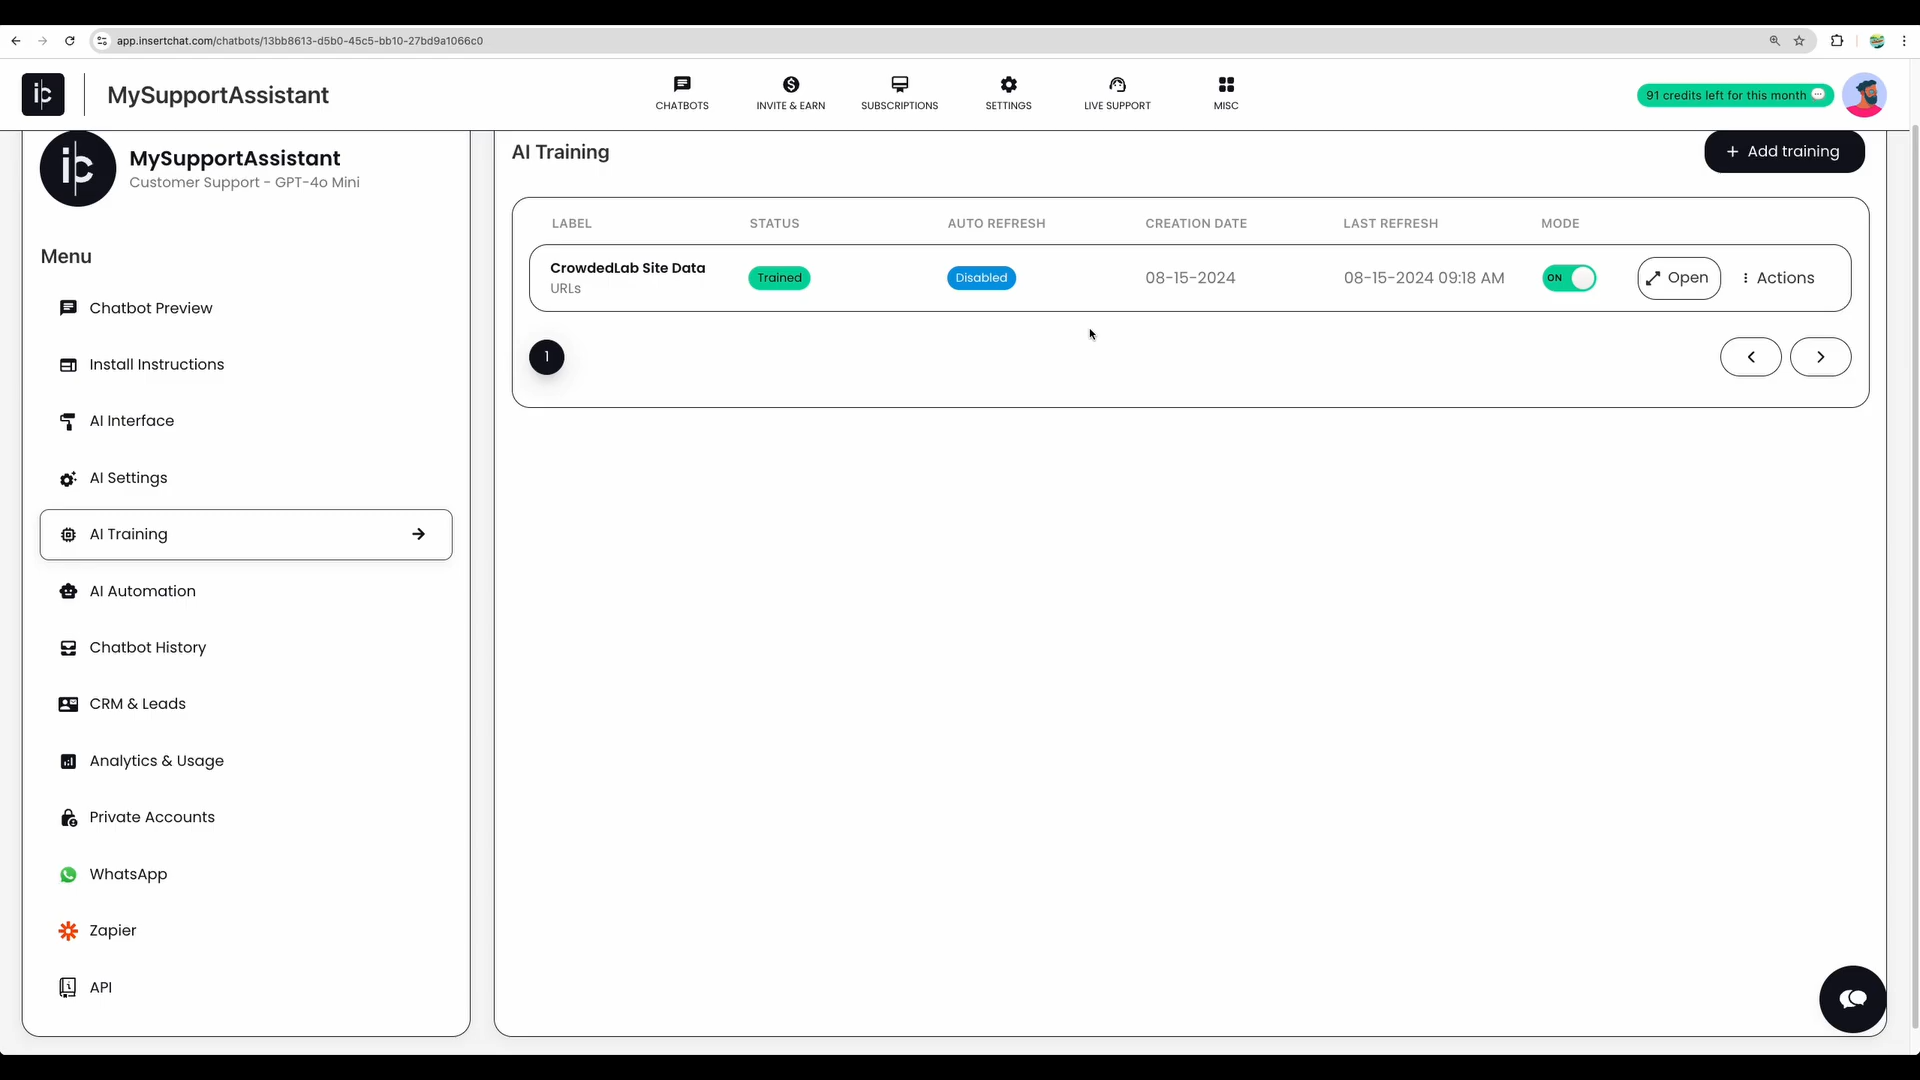 app.insertchat.com/chatbots/13bb8613-d5b0-45c5-bb10-27bd9a1066c0
ic
MySupportAssistant
CHATBOTS
INVITE & EARN
SUBSCRIPTIONS
SETTINGS
LIVE SUPPORT
MISC
91 credits left for this month
ic
MySupportAssistant
Customer Support - GPT-4o Mini
Menu
Chatbot Preview
Install Instructions
AI Interface
AI Settings
AI Training
AI Automation
Chatbot History
CRM & Leads
Analytics & Usage
Private Accounts
WhatsApp
Zapier
API
AI Training
+ Add training
LABEL STATUS AUTO REFRESH CREATION DATE LAST REFRESH MODE
CrowdedLab Site Data
URLs
Trained
Disabled
08-15-2024
08-15-2024 09:18 AM
ON
Open
Actions
1